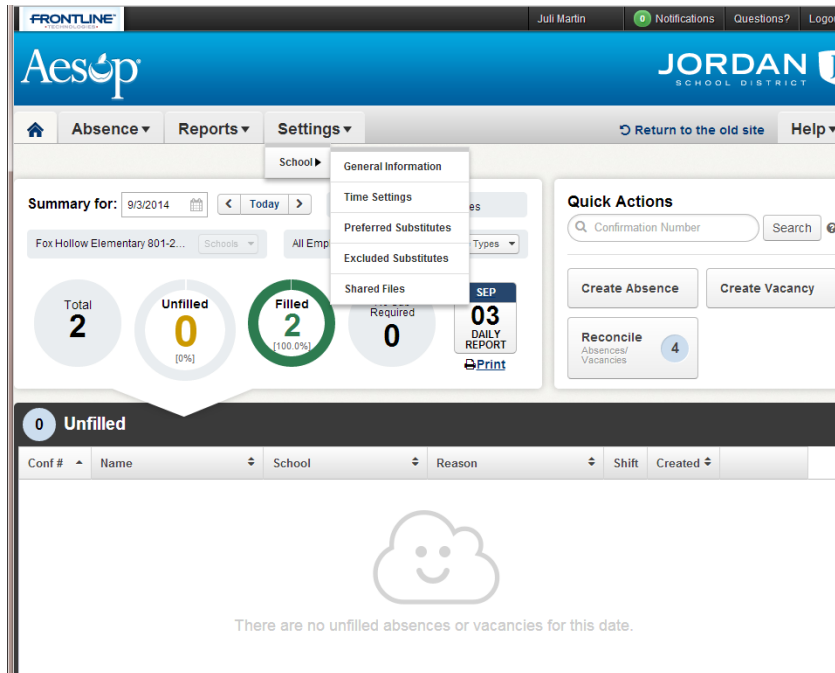 FRONTLINE
TECHNOLOGIES
Juli Martin
0 Notifications
Questions?
Aesop
JORDAN
SCHOOL DISTRICT
Absence
Reports
Settings
Return to the old site
Help
School
General Information
Time Settings
Preferred Substitutes
Excluded Substitutes
Shared Files
Summary for:
9/3/2014
Today
Fox Hollow Elementary 801-2...
Schools
Types
Total
2
Unfilled
0
[0%]
Filled
2
[100.0%]
Required
0
SEP
03
DAILY
REPORT
Print
Quick Actions
Confirmation Number
Search
Create Absence
Create Vacancy
Reconcile
Absences/
Vacancies
4
0 Unfilled
Conf #
Name
School
Reason
Shift
Created
There are no unfilled absences or vacancies for this date.